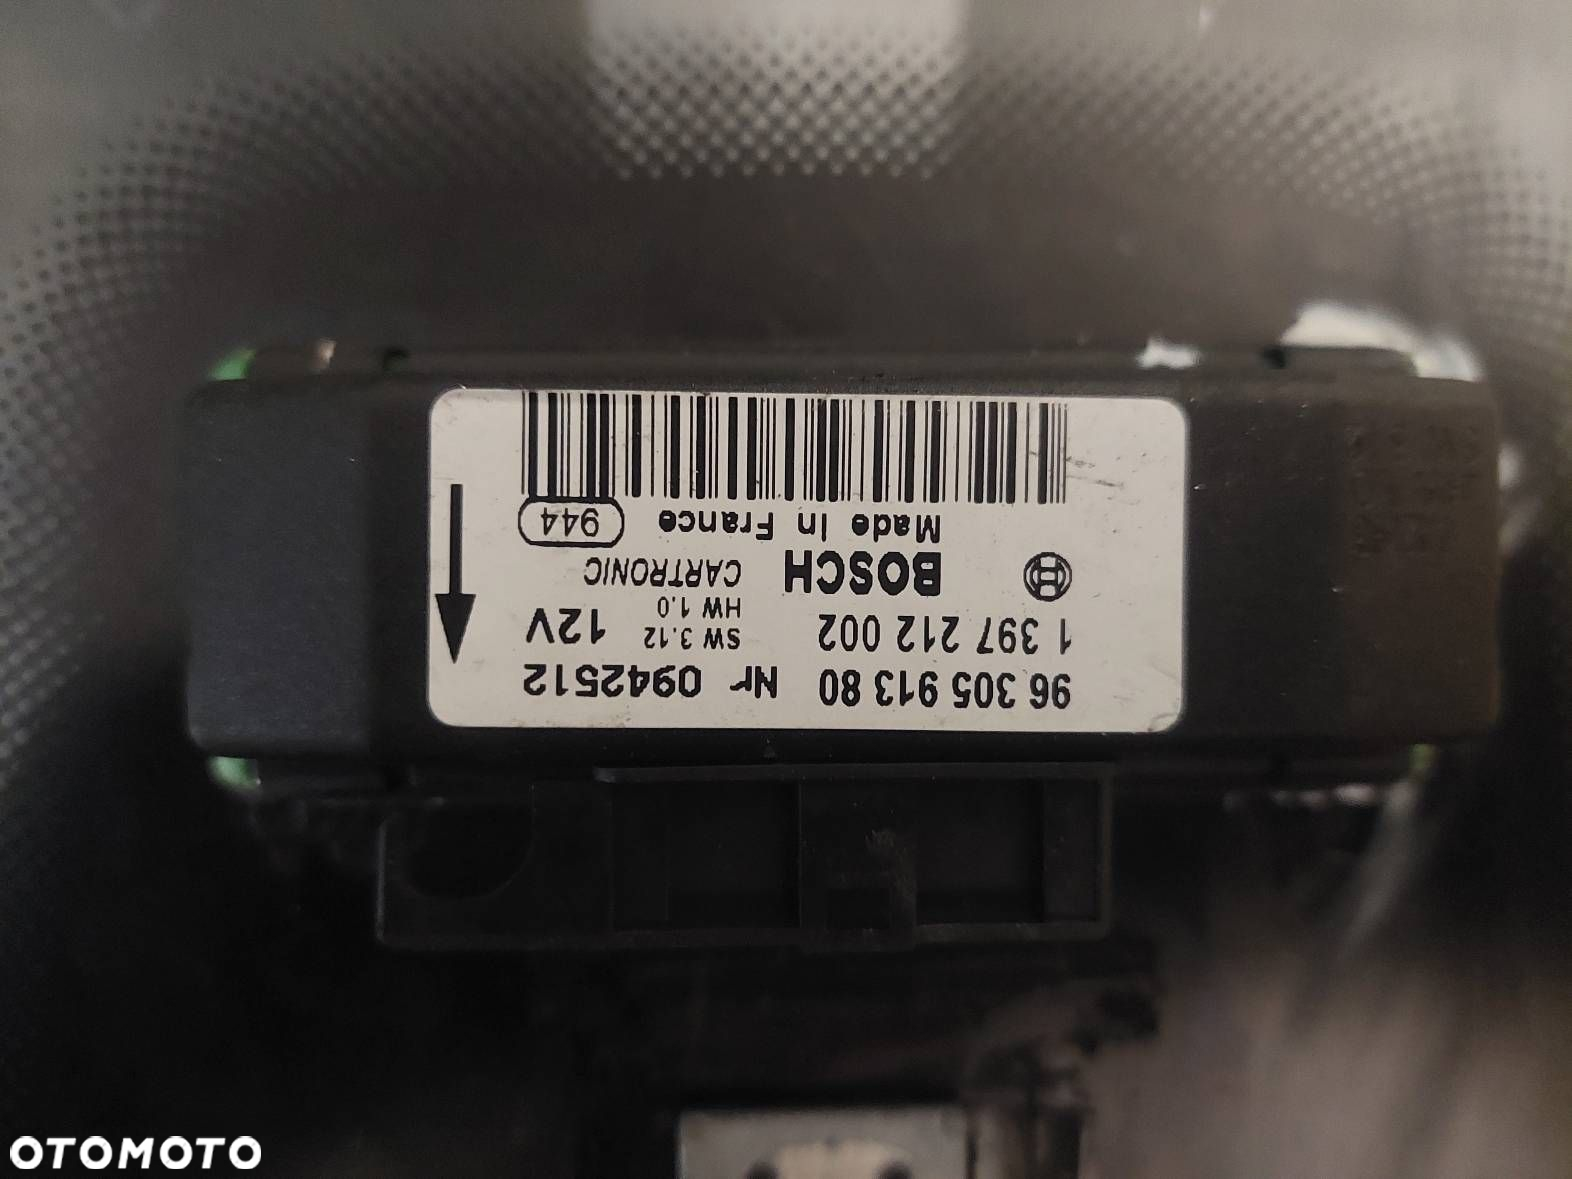 96 305 913 80 Nr 0942512
1 397 212 002 SW 3.12 12V
HW 1.0
BOSCH CARTRONIC
Made in France 944
OTOMOTO